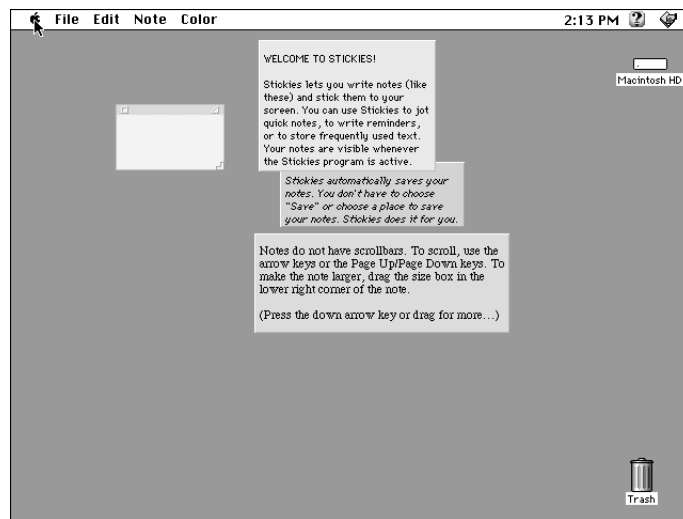 File Edit Note Color
2:13 PM
WELCOME TO STICKIES!
Stickies lets you write notes (like
these) and stick them to your
screen. You can use Stickies to jot
quick notes, to write reminders,
or to store frequently used text.
Your notes are visible whenever
the Stickies program is active.
Stickies automatically saves your
notes. You don't have to choose
"Save" or choose a place to save
your notes. Stickies does it for you.
Notes do not have scrollbars. To scroll, use the
arrow keys or the Page Up/Page Down keys. To
make the note larger, drag the size box in the
lower right corner of the note.
(Press the down arrow key or drag for more...)
Macintosh HD
Trash